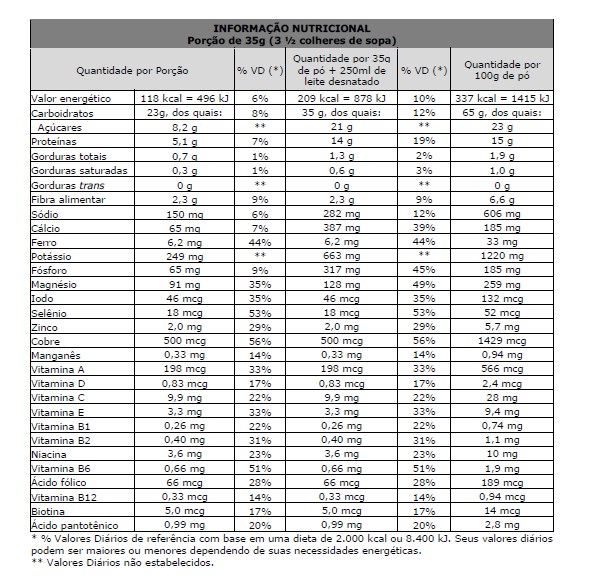 INFORMAÇÃO NUTRICIONAL
Porção de 35g (3 ½ colheres de sopa)
Quantidade por Porção % VD (*) Quantidade por 35g de pó + 250ml de leite desnatado % VD (*) Quantidade por 100g de pó
Valor energético 118 kcal = 496 kJ 6% 209 kcal = 878 kJ 10% 337 kcal = 1415 kJ
Carboidratos 23g, dos quais: 8% 35 g, dos quais: 12% 65 g, dos quais:
Açúcares 8,2 g ** 21 g ** 23 g
Proteínas 5,1 g 7% 14 g 19% 15 g
Gorduras totais 0,7 g 1% 1,3 g 2% 1,9 g
Gorduras saturadas 0,3 g 1% 0,6 g 3% 1,0 g
Gorduras trans 0 g ** 0 g ** 0 g
Fibra alimentar 2,3 g 9% 2,3 g 9% 6,6 g
Sódio 150 mg 6% 282 mg 12% 606 mg
Cálcio 65 mg 7% 387 mg 39% 185 mg
Ferro 6,2 mg 44% 6,2 mg 44% 33 mg
Potássio 249 mg ** 663 mg ** 1220 mg
Fósforo 65 mg 9% 317 mg 45% 185 mg
Magnésio 91 mg 35% 128 mg 49% 259 mg
Iodo 46 mcg 35% 46 mcg 35% 132 mcg
Selênio 18 mcg 53% 18 mcg 53% 52 mcg
Zinco 2,0 mg 29% 2,0 mg 29% 5,7 mg
Cobre 500 mcg 56% 500 mcg 56% 1429 mcg
Manganês 0,33 mg 14% 0,33 mg 14% 0,94 mg
Vitamina A 198 mcg 33% 198 mcg 33% 566 mcg
Vitamina D 0,83 mcg 17% 0,83 mcg 17% 2,4 mcg
Vitamina C 9,9 mg 22% 9,9 mg 22% 28 mg
Vitamina E 3,3 mg 33% 3,3 mg 33% 9,4 mg
Vitamina B1 0,26 mg 22% 0,26 mg 22% 0,74 mg
Vitamina B2 0,40 mg 31% 0,40 mg 31% 1,1 mg
Niacina 3,6 mg 23% 3,6 mg 23% 10 mg
Vitamina B6 0,66 mg 51% 0,66 mg 51% 1,9 mg
Ácido fólico 66 mcg 28% 66 mcg 28% 189 mcg
Vitamina B12 0,33 mcg 14% 0,33 mcg 14% 0,94 mcg
Biotina 5,0 mcg 17% 5,0 mcg 17% 14 mcg
Ácido pantotênico 0,99 mg 20% 0,99 mg 20% 2,8 mg
* % Valores Diários de referência com base em uma dieta de 2.000 kcal ou 8.400 kJ. Seus valores diários
podem ser maiores ou menores dependendo de suas necessidades energéticas.
** Valores Diários não estabelecidos.